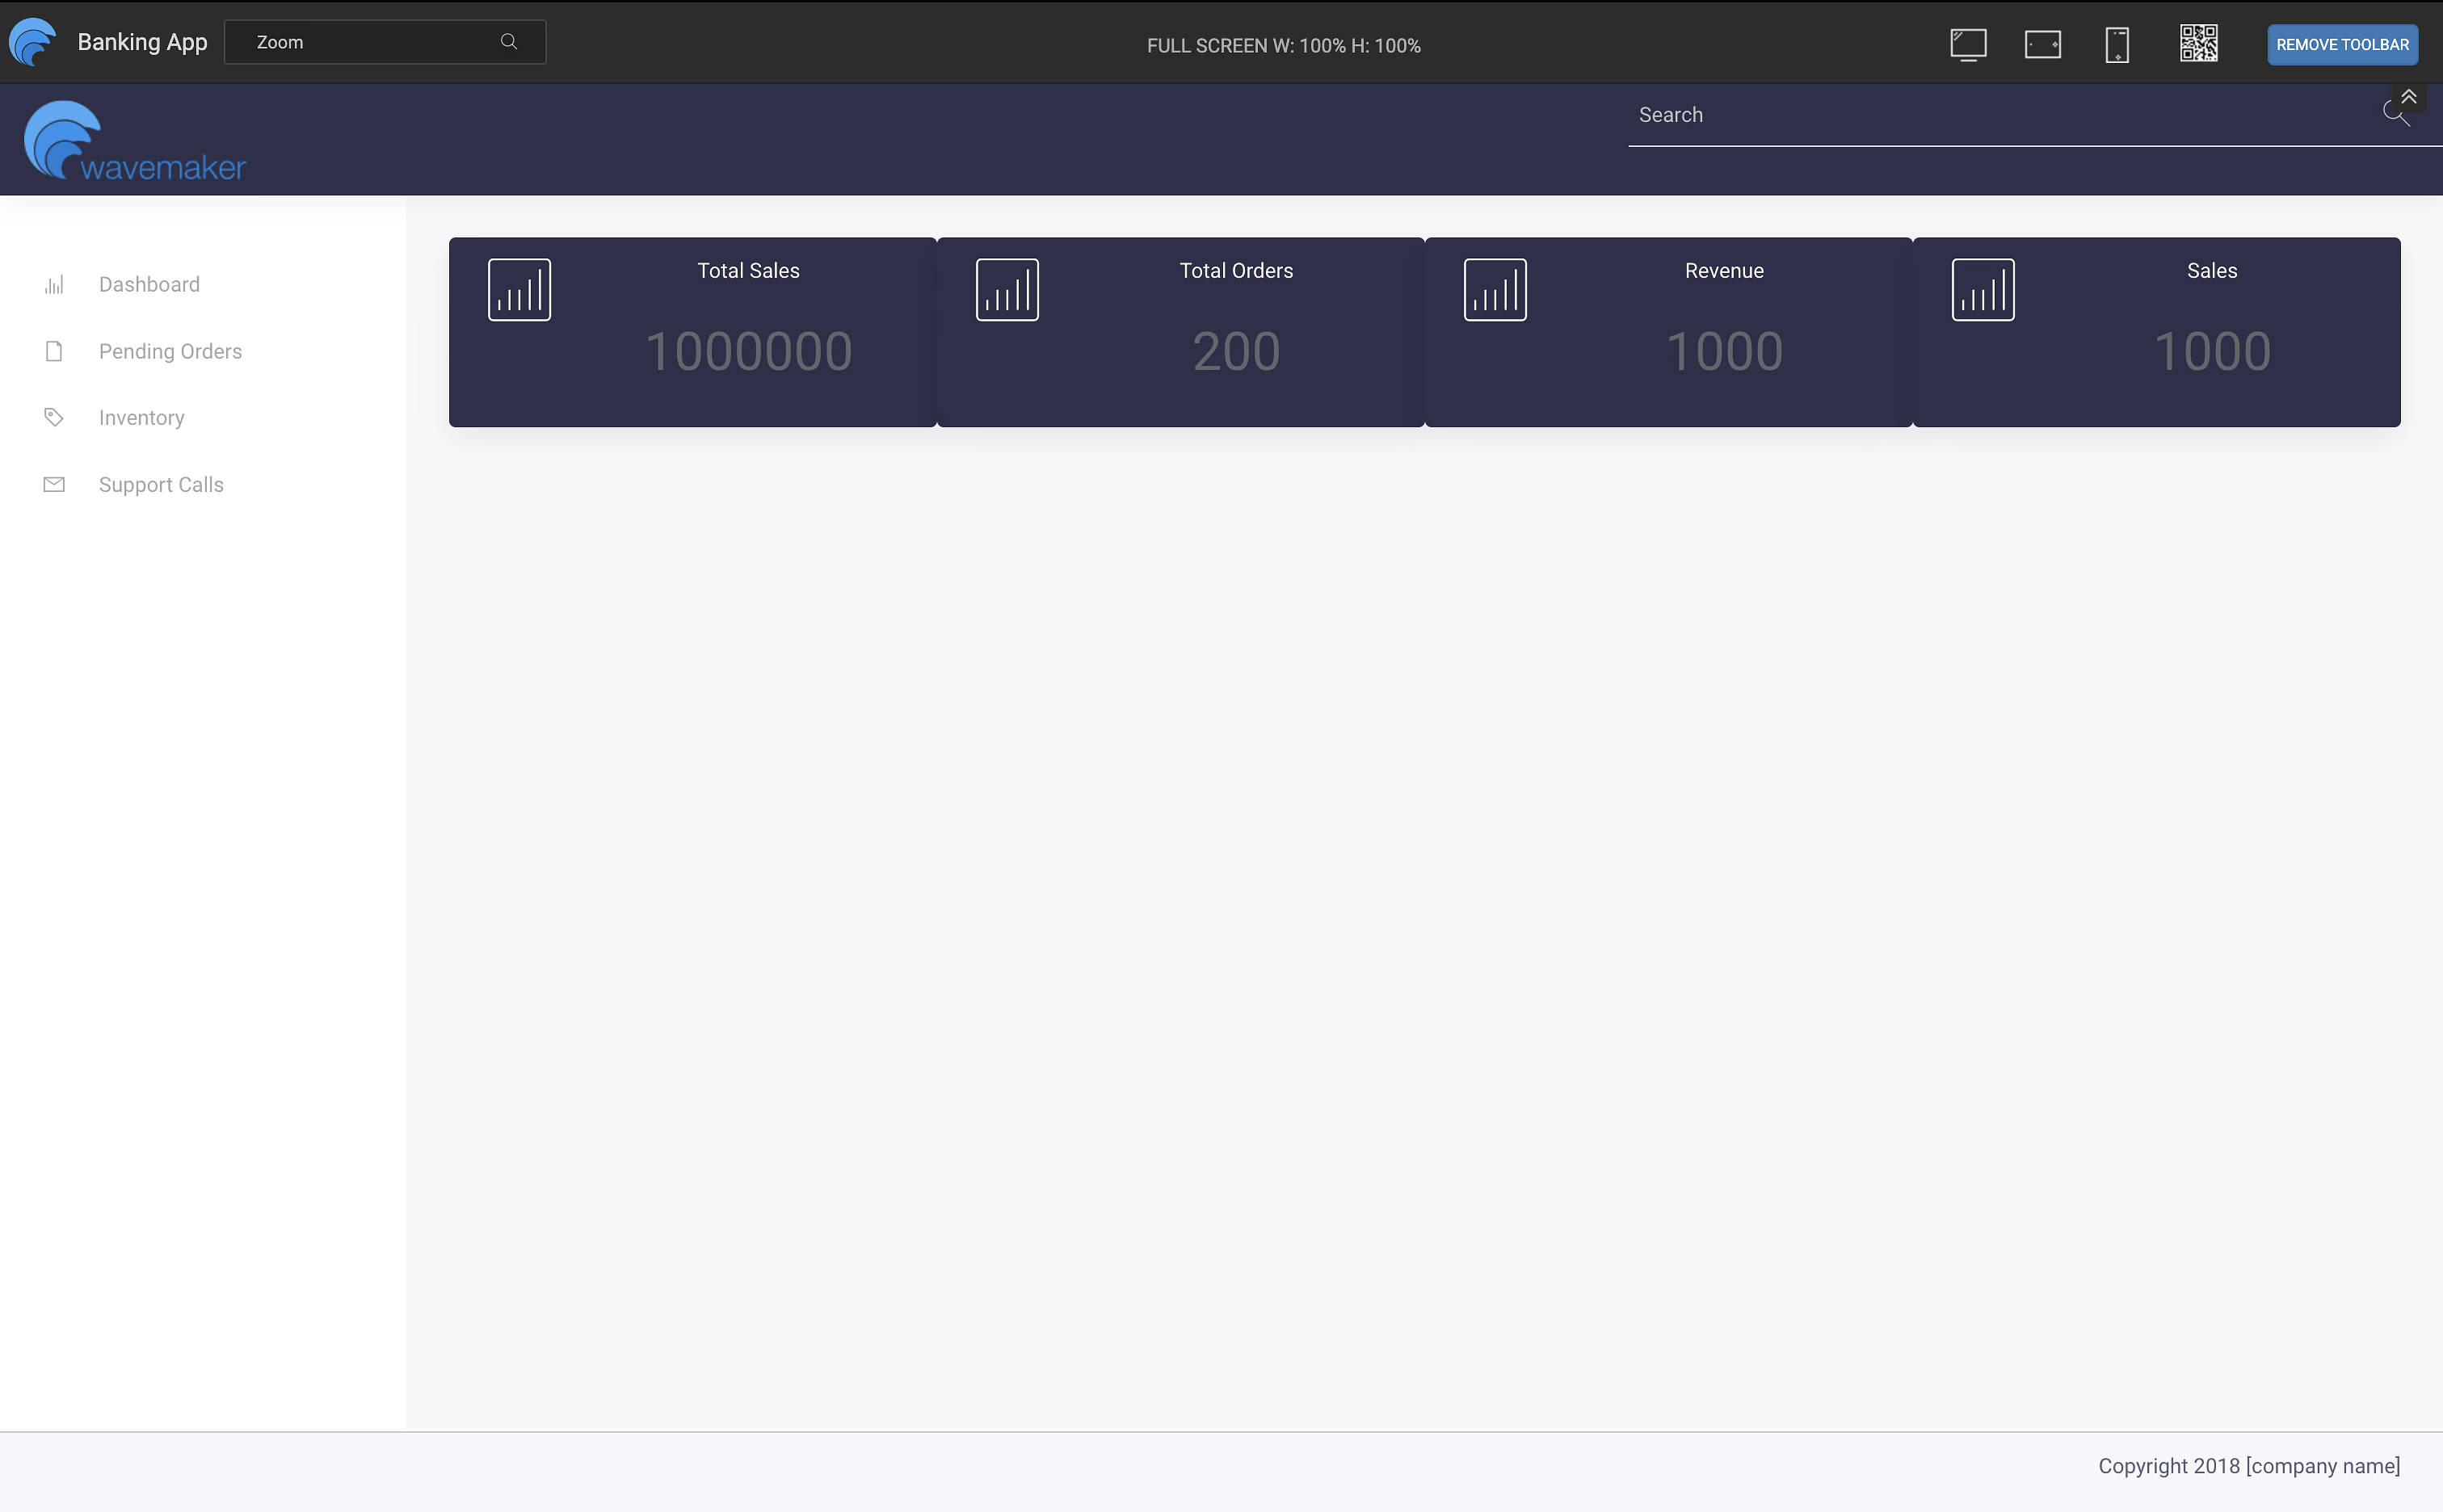 Banking App
Zoom
FULL SCREEN W: 100% H: 100%
REMOVE TOOLBAR
wavemaker
Search
Dashboard
Pending Orders
Inventory
Support Calls
Total Sales
1000000
Total Orders
200
Revenue
1000
Sales
1000
Copyright 2018 [company name]